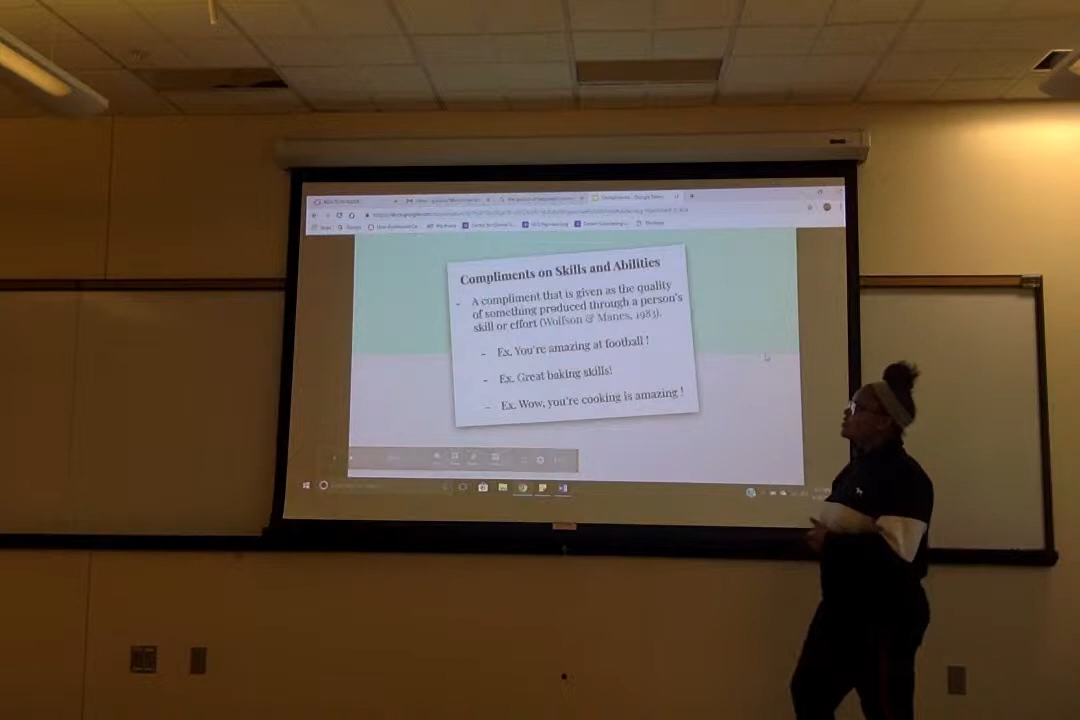 Compliments on Skills and Abilities
- A compliment that is given as the quality
of something produced through a person's
skill or effort (Wolfson & Manes, 1983).
- Ex. You're amazing at football !
- Ex. Great baking skills!
- Ex. Wow, you're cooking is amazing !